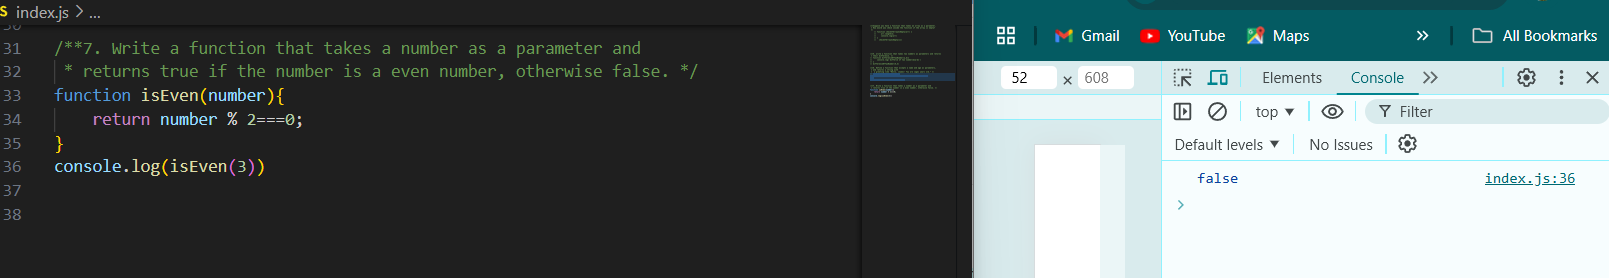 index.js > ...
30
31 /**7. Write a function that takes a number as a parameter and
32  * returns true if the number is a even number, otherwise false. */
33 function isEven(number){
34     return number % 2===0;
35 }
36 console.log(isEven(3))
37
38
Gmail YouTube Maps » All Bookmarks
52 × 608 Elements Console »
top ▼ Filter
Default levels ▼ No Issues
false index.js:36
>